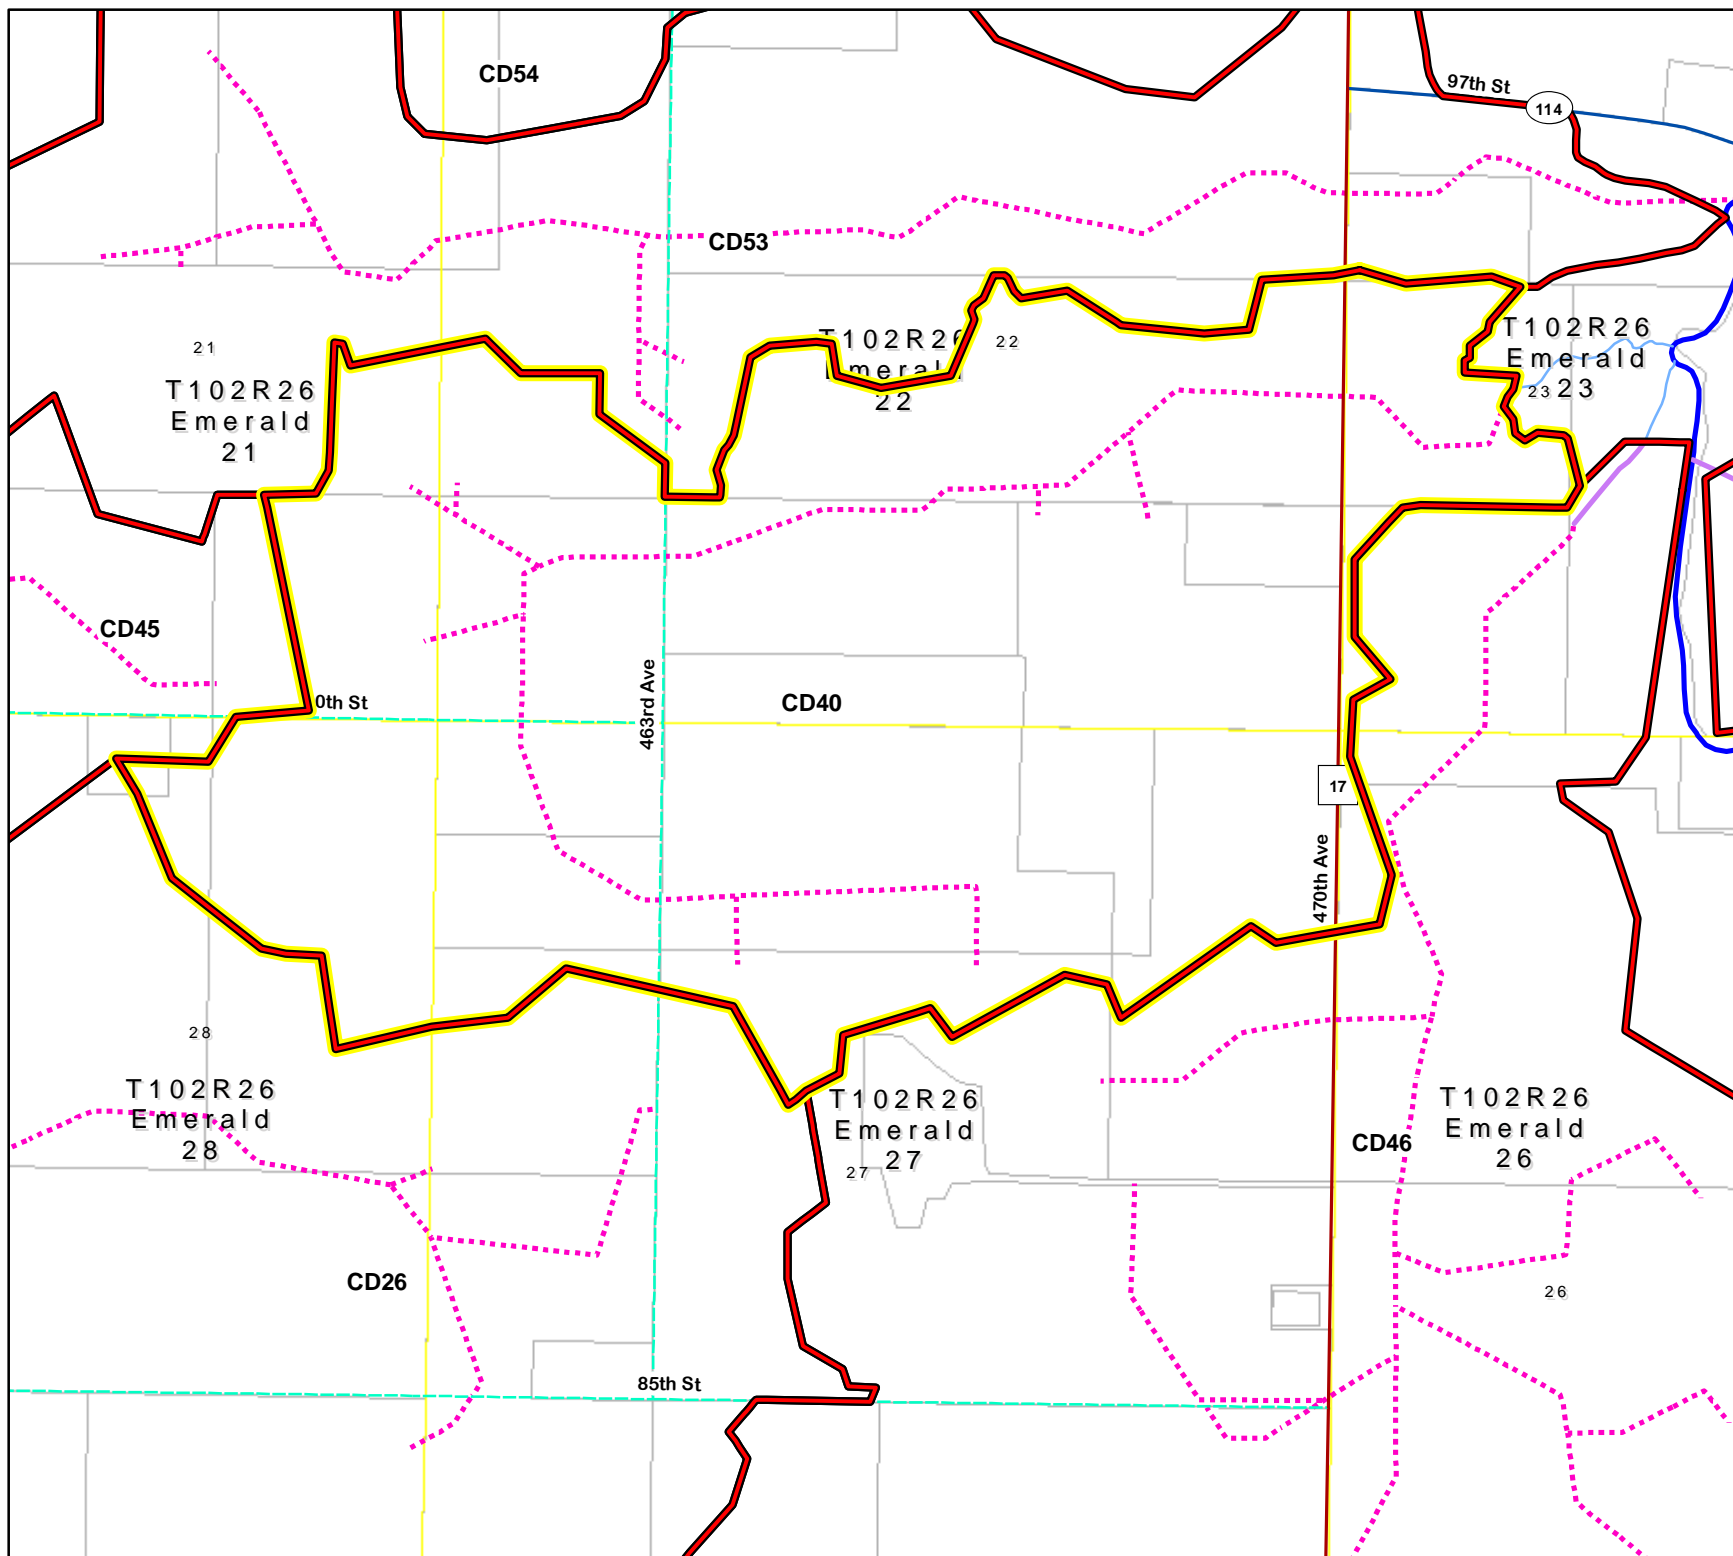 CD54
97th St
114
CD53
22
21
T102R26
Emerald
21
T102R26
Emerald
22
T102R26
Emerald
23 23
CD45
0th St
463rd Ave
CD40
17
470th Ave
28
T102R26
Emerald
28
T102R26
Emerald
27 27
CD46
T102R26
Emerald
26
CD26
26
85th St